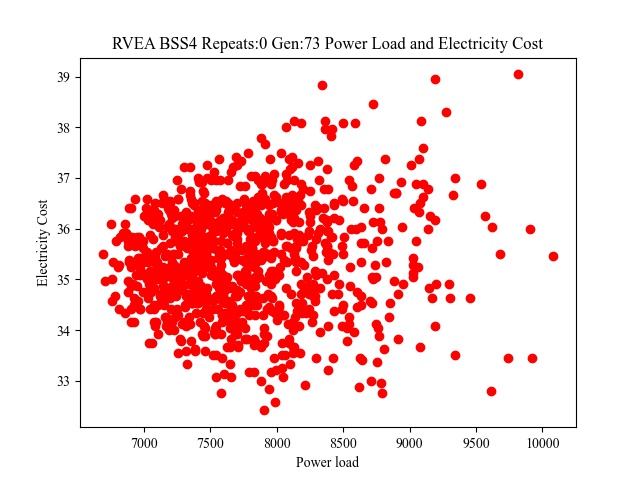 RVEA BSS4 Repeats:0 Gen:73 Power Load and Electricity Cost
39
38
37
36
35
34
33
Electricity Cost
7000 7500 8000 8500 9000 9500 10000
Power load